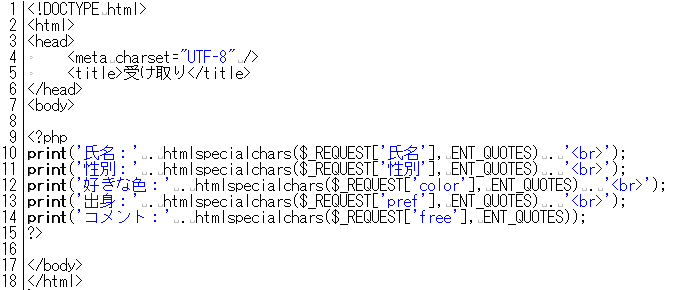 1 <!DOCTYPE html>
2 <html>
3 <head>
4     <meta charset="UTF-8" />
5     <title>受け取り</title>
6 </head>
7 <body>
8
9 <?php
10 print('氏名：' . htmlspecialchars($_REQUEST['氏名'], ENT_QUOTES) . '<br>');
11 print('性別：' . htmlspecialchars($_REQUEST['性別'], ENT_QUOTES) . '<br>');
12 print('好きな色：' . htmlspecialchars($_REQUEST['color'], ENT_QUOTES) . '<br>');
13 print('出身：' . htmlspecialchars($_REQUEST['pref'], ENT_QUOTES) . '<br>');
14 print('コメント：' . htmlspecialchars($_REQUEST['free'], ENT_QUOTES));
15 ?>
16
17 </body>
18 </html>